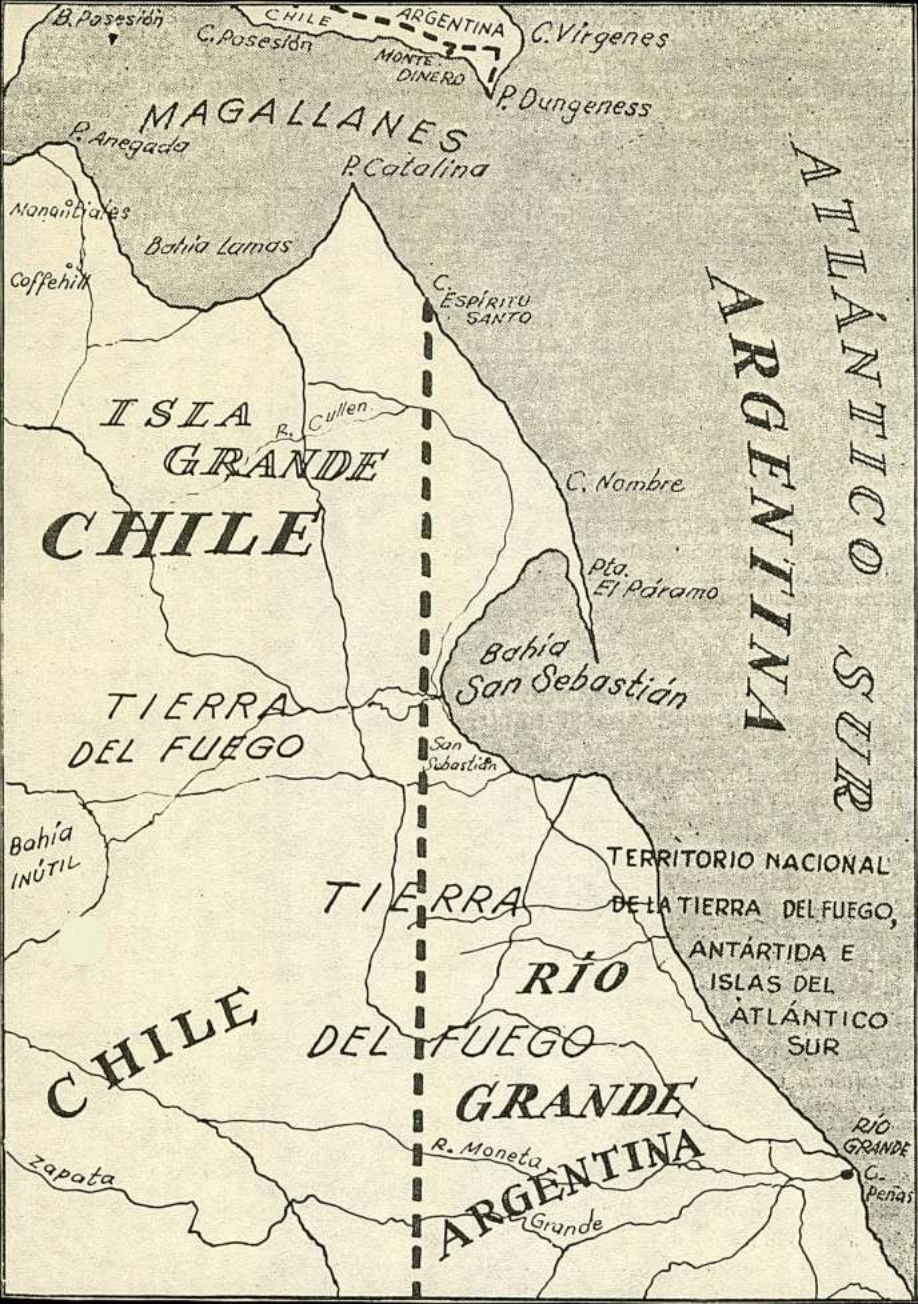 B. Posesión
CHILE
ARGENTINA
C. Vírgenes
C. Posesión
MONTE
DINERO
P. Dungeness
MAGALLANES
P. Anegada
P. Catalina
Manantiales
Bahía Lamas
Coffehill
C.
ESPÍRITU
SANTO
ATLÁNTICO SUR
ARGENTINA
ISLA
GRANDE
R. Cullen
C. Nombre
CHILE
Pta.
El Páramo
Bahía
San Sebastián
TIERRA
DEL FUEGO
San
Sebastián
Bahía
INÚTIL
TERRITORIO NACIONAL
DE LA TIERRA DEL FUEGO,
ANTÁRTIDA E
ISLAS DEL
ATLÁNTICO
SUR
TIERRA
DEL FUEGO
RÍO
GRANDE
CHILE
RÍO
GRANDE
C.
Penas
R. Moneta
ARGENTINA
Zapata
Grande